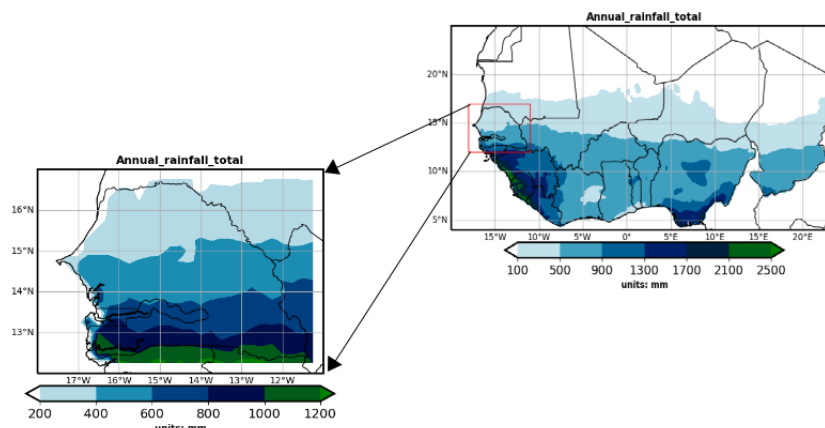 Annual_rainfall_total
20°N
15°N
10°N
5°N
15°W 10°W 5°W 0° 5°E 10°E 15°E 20°E
100 500 900 1300 1700 2100 2500
units: mm
Annual_rainfall_total
16°N
15°N
14°N
13°N
17°W 16°W 15°W 14°W 13°W 12°W
200 400 600 800 1000 1200
units: mm